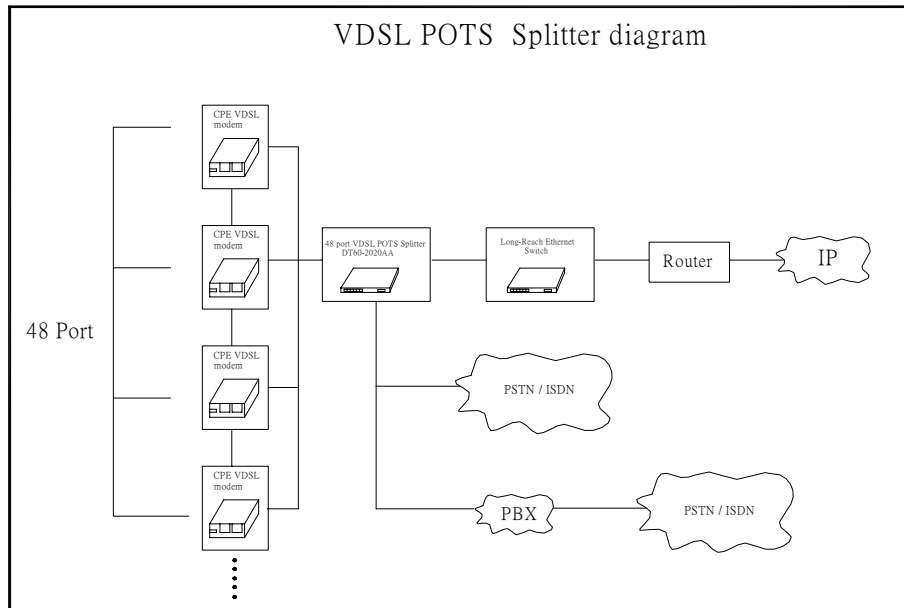 VDSL POTS Splitter diagram
CPE VDSL
modem
CPE VDSL
modem
48 port VDSL POTS Splitter
DT60-2020AA
Long-Reach Ethernet
Switch
Router
IP
48 Port
CPE VDSL
modem
PSTN / ISDN
CPE VDSL
modem
PBX
PSTN / ISDN